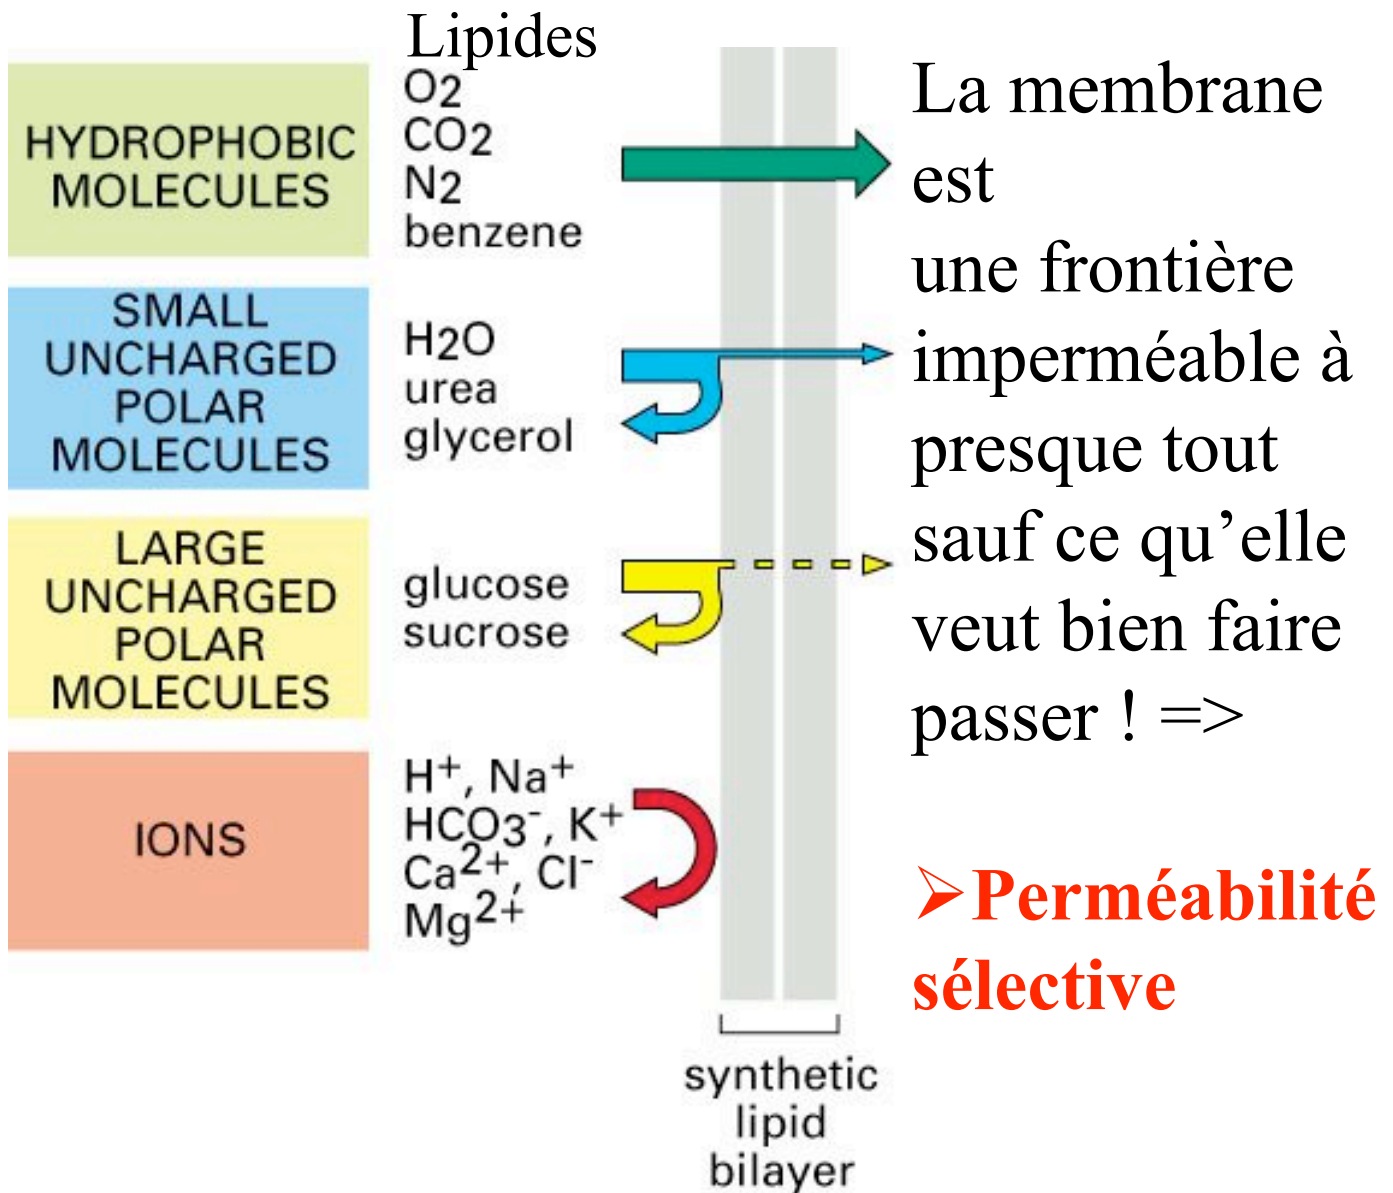 Lipides
HYDROPHOBIC
MOLECULES
O2
CO2
N2
benzene
SMALL
UNCHARGED
POLAR
MOLECULES
H2O
urea
glycerol
LARGE
UNCHARGED
POLAR
MOLECULES
glucose
sucrose
IONS
H⁺, Na⁺
HCO3⁻, K⁺
Ca²⁺, Cl⁻
Mg²⁺
synthetic
lipid
bilayer
La membrane
est
une frontière
imperméable à
presque tout
sauf ce qu’elle
veut bien faire
passer ! =>
➢Perméabilité
sélective